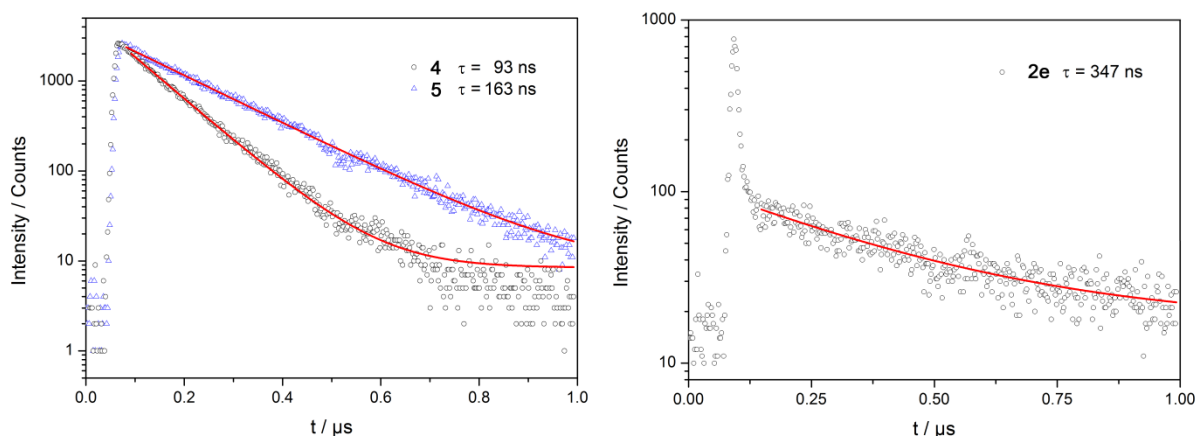 1000
100
10
1
Intensity / Counts
4 τ = 93 ns
5 τ = 163 ns
0.0 0.2 0.4 0.6 0.8 1.0
t / µs
1000
100
10
Intensity / Counts
2e τ = 347 ns
0.00 0.25 0.50 0.75 1.00
t / µs